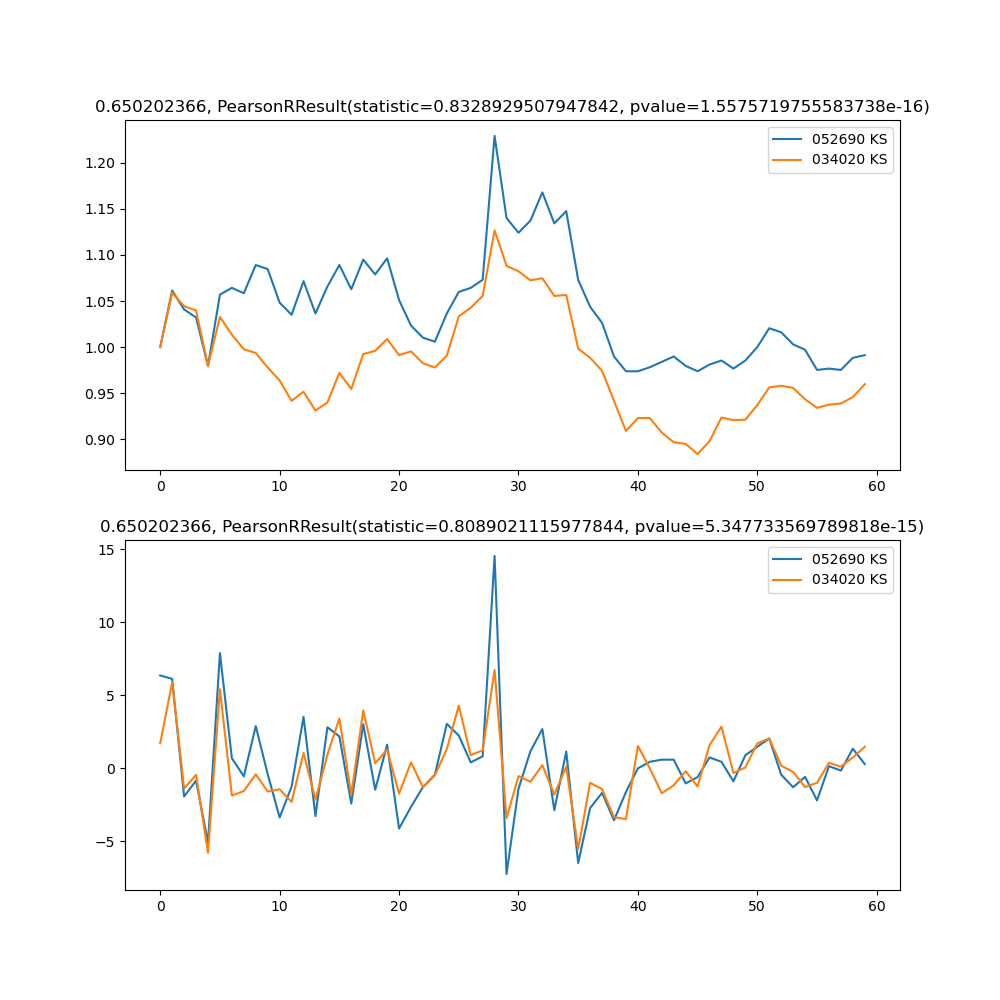 0.650202366, PearsonRResult(statistic=0.8328929507947842, pvalue=1.5575719755583738e-16)
052690 KS
034020 KS
1.20
1.15
1.10
1.05
1.00
0.95
0.90
0 10 20 30 40 50 60
0.650202366, PearsonRResult(statistic=0.8089021115977844, pvalue=5.347733569789818e-15)
052690 KS
034020 KS
15
10
5
0
−5
0 10 20 30 40 50 60